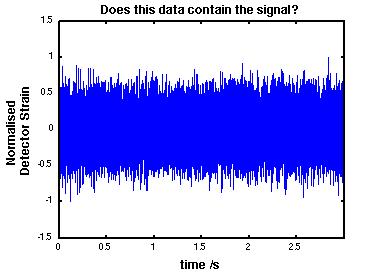 Does this data contain the signal?
1.5
1
0.5
0
-0.5
-1
-1.5
Normalised
Detector Strain
0 0.5 1 1.5 2 2.5
time /s